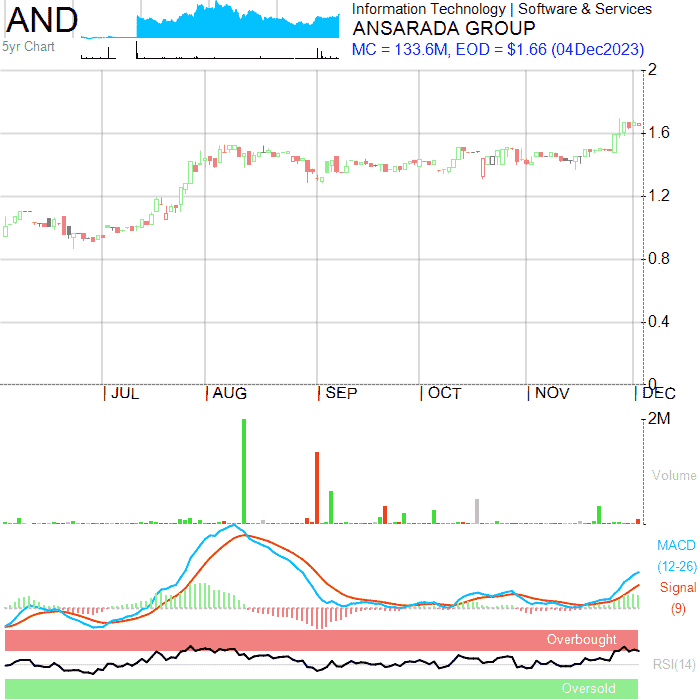 AND
5yr Chart
Information Technology | Software & Services
ANSARADA GROUP
MC = 133.6M, EOD = $1.66 (04Dec2023)
2
1.6
1.2
0.8
0.4
0
JUL AUG SEP OCT NOV DEC
2M
Volume
MACD
(12-26)
Signal
(9)
Overbought
RSI(14)
Oversold